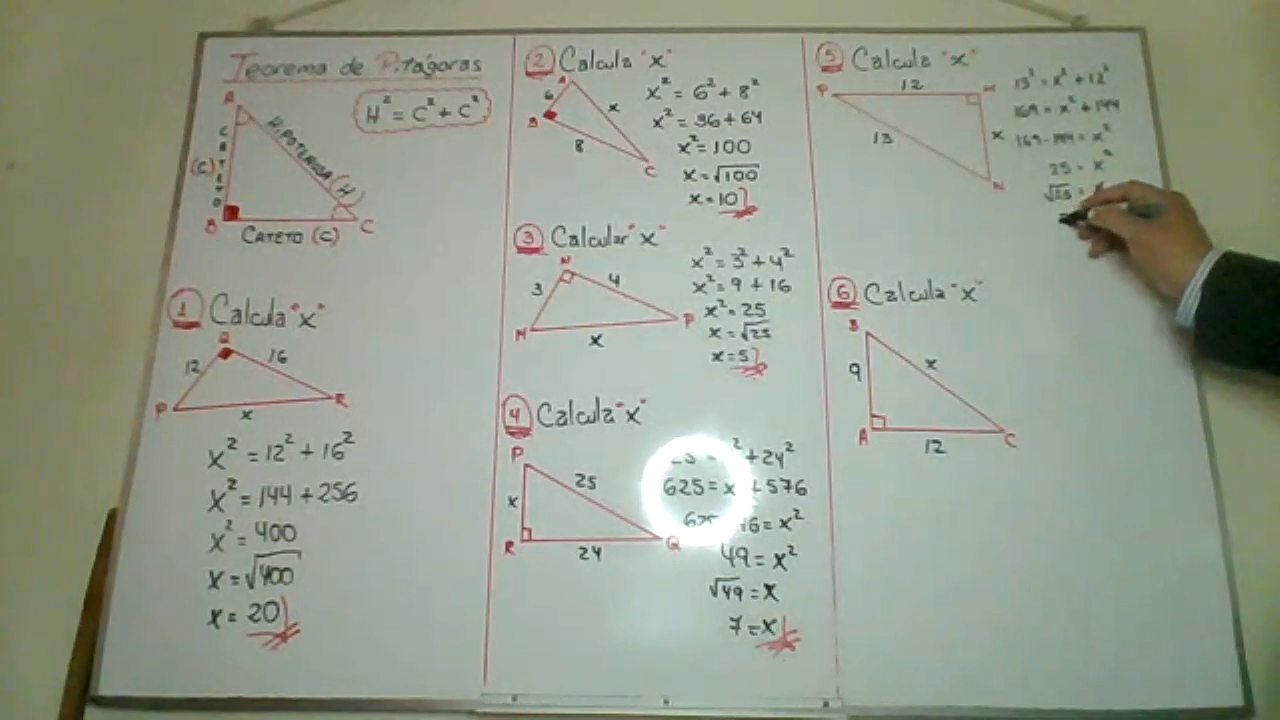 Teorema de Pitágoras
H² = C² + C²
A
CATETO
(C)
HIPOTENUSA (H)
B
C
CATETO (C)
1 Calcula "x"
Q
12
16
P
R
x
x² = 12² + 16²
x² = 144 + 256
x² = 400
x = √400
x = 20
2 Calcula "x"
A
6
x
B
8
C
x² = 6² + 8²
x² = 36 + 64
x² = 100
x = √100
x = 10
3 Calcular "x"
N
3
4
M
P
x
x² = 3² + 4²
x² = 9 + 16
x² = 25
x = √25
x = 5
4 Calcula "x"
P
25
x
R
24
Q
² + 24²
625 = x + 576
= x²
49 = x²
√49 = x
7 = x
5 Calcula "x"
P
12
M
13
x
N
13² = x² + 12²
169 = x² + 144
169 - 144 = x²
25 = x²
√25 =
6 Calcula "x"
B
9
x
A
12
C